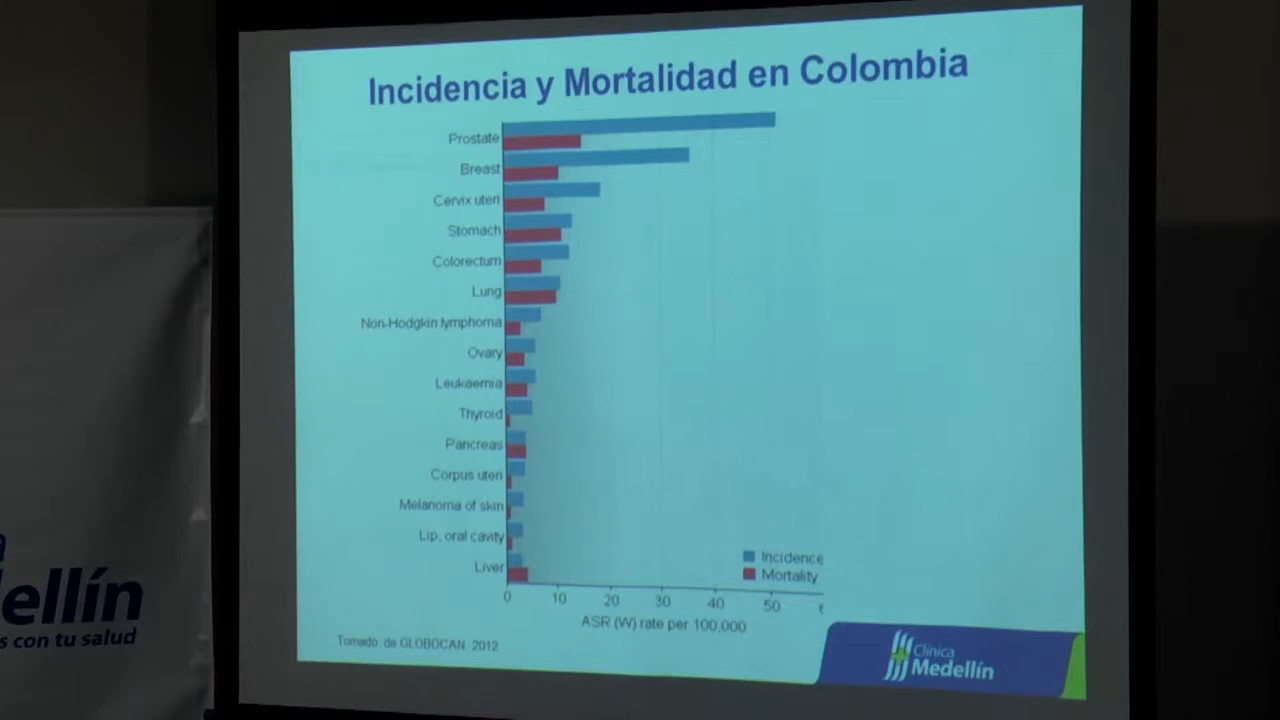 Incidencia y Mortalidad en Colombia
Prostate
Breast
Cervix uteri
Stomach
Colorectum
Lung
Non-Hodgkin lymphoma
Ovary
Leukaemia
Thyroid
Pancreas
Corpus uteri
Melanoma of skin
Lip, oral cavity
Liver
Incidence
Mortality
0 10 20 30 40 50
ASR (W) rate per 100,000
Tomado de GLOBOCAN 2012
Clínica
Medellín
a
ellín
s con tu salud